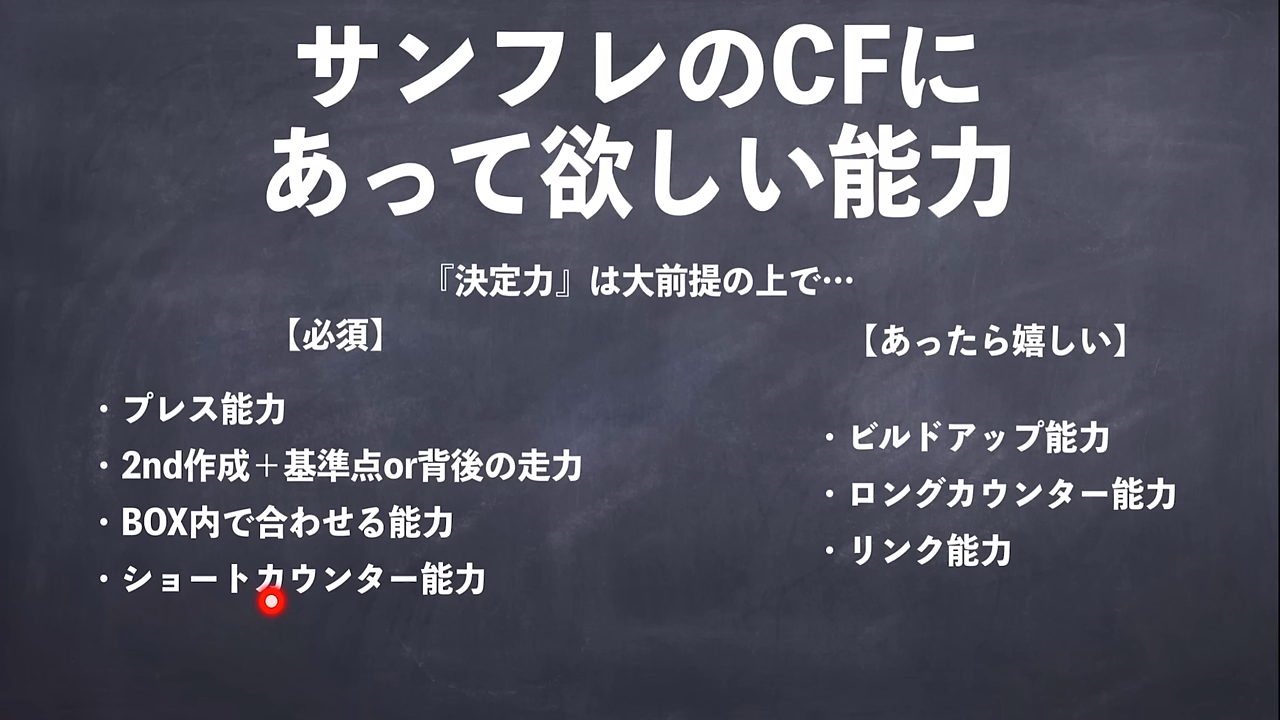 サンフレのCFに
あって欲しい能力
『決定力』は大前提の上で…
【必須】
・プレス能力
・2nd作成＋基準点or背後の走力
・BOX内で合わせる能力
・ショートカウンター能力
【あったら嬉しい】
・ビルドアップ能力
・ロングカウンター能力
・リンク能力